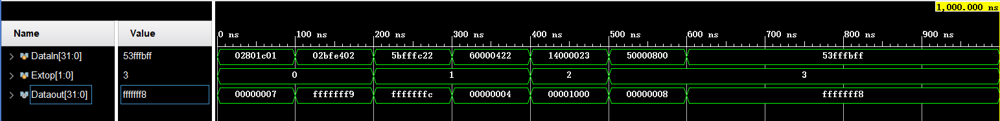 1,000.000 ns
Name Value
0 ns 100 ns 200 ns 300 ns 400 ns 500 ns 600 ns 700 ns 800 ns 900 ns
DataIn[31:0] 53fffbff 02801c01 02bfe402 5bfffc22 60000422 14000023 50000800 53fffbff
Extop[1:0] 3 0 1 2 3
Dataout[31:0] fffffff8 00000007 fffffff9 fffffffc 00000004 00001000 00000008 fffffff8